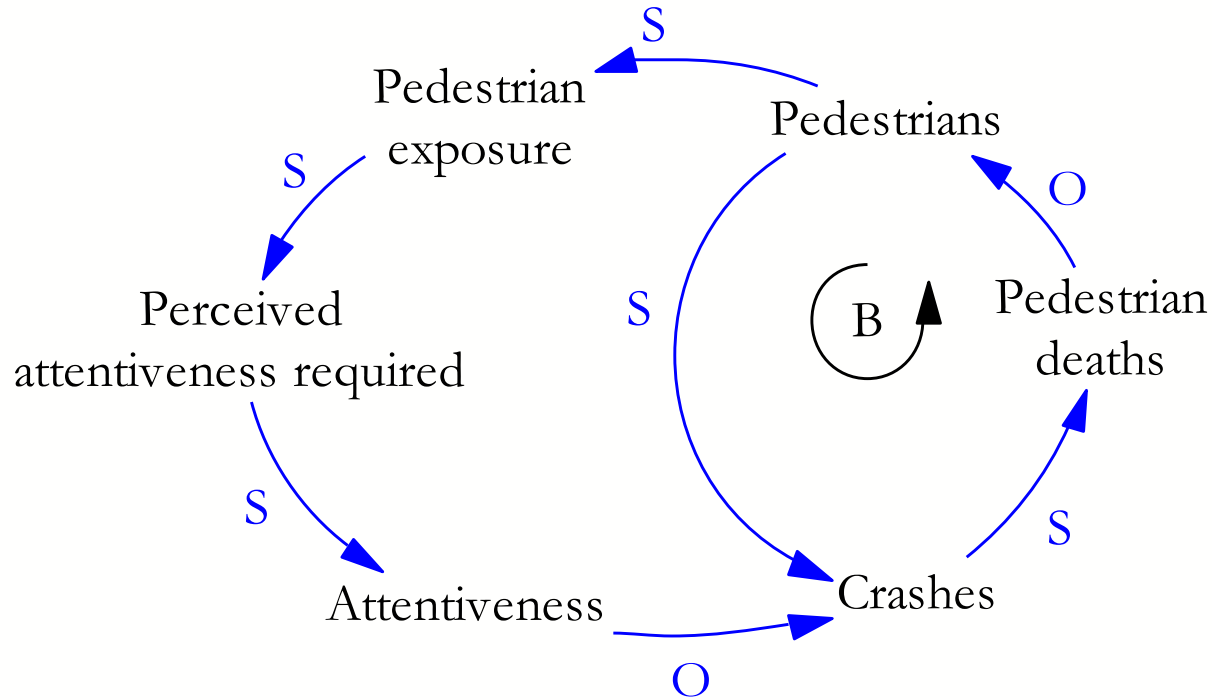 S
Pedestrian
exposure
Pedestrians
S
O
Perceived
attentiveness required
S
B
Pedestrian
deaths
S
S
Attentiveness
Crashes
O